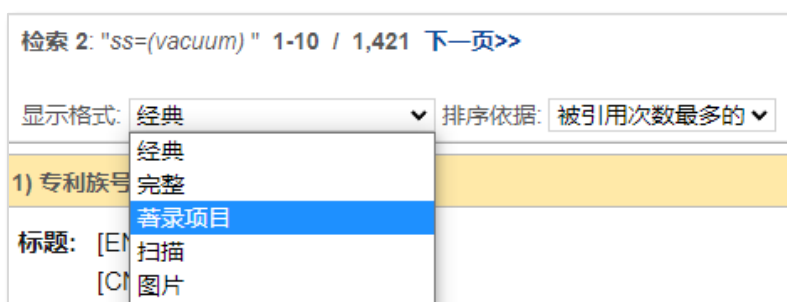 检索 2: "ss=(vacuum) " 1-10 / 1,421 下一页>>
显示格式: 经典 排序依据: 被引用次数最多的
经典
1) 专利族号 完整
著录项目
标题: [EN 扫描
[CN 图片